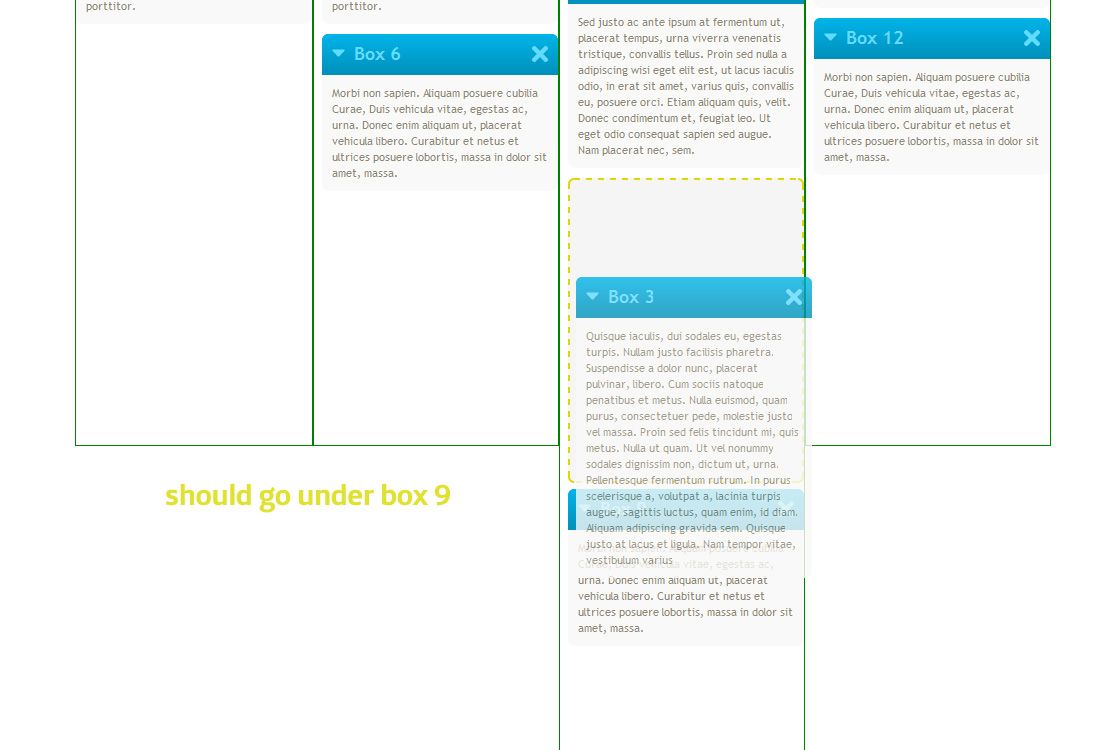 porttitor.
porttitor.
Box 6
Morbi non sapien. Aliquam posuere cubilia
Curae, Duis vehicula vitae, egestas ac,
urna. Donec enim aliquam ut, placerat
vehicula libero. Curabitur et netus et
ultrices posuere lobortis, massa in dolor sit
amet, massa.
Sed justo ac ante ipsum at fermentum ut,
placerat tempus, urna viverra venenatis
tristique, convallis tellus. Proin sed nulla a
adipiscing wisi eget elit est, ut lacus iaculis
odio, in erat sit amet, varius quis, convallis
eu, posuere orci. Etiam aliquam quis, velit.
Donec condimentum et, feugiat leo. Ut
eget odio consequat sapien sed augue.
Nam placerat nec, sem.
Box 3
Quisque iaculis, dui sodales eu, egestas
turpis. Nullam justo facilisis pharetra.
Suspendisse a dolor nunc, placerat
pulvinar, libero. Cum sociis natoque
penatibus et metus. Nulla euismod, quam
purus, consectetuer pede, molestie justo
vel massa. Proin sed felis tincidunt mi, quis
metus. Nulla ut quam. Ut vel nonummy
sodales dignissim non, dictum ut, urna.
Pellentesque fermentum rutrum. In purus
scelerisque a, volutpat a, lacinia turpis
augue, sagittis luctus, quam enim, id diam.
Aliquam adipiscing gravida sem. Quisque
justo at lacus et ligula. Nam tempor vitae,
vestibulum varius
urna. Donec enim aliquam ut, placerat
vehicula libero. Curabitur et netus et
ultrices posuere lobortis, massa in dolor sit
amet, massa.
Box 12
Morbi non sapien. Aliquam posuere cubilia
Curae, Duis vehicula vitae, egestas ac,
urna. Donec enim aliquam ut, placerat
vehicula libero. Curabitur et netus et
ultrices posuere lobortis, massa in dolor sit
amet, massa.
should go under box 9